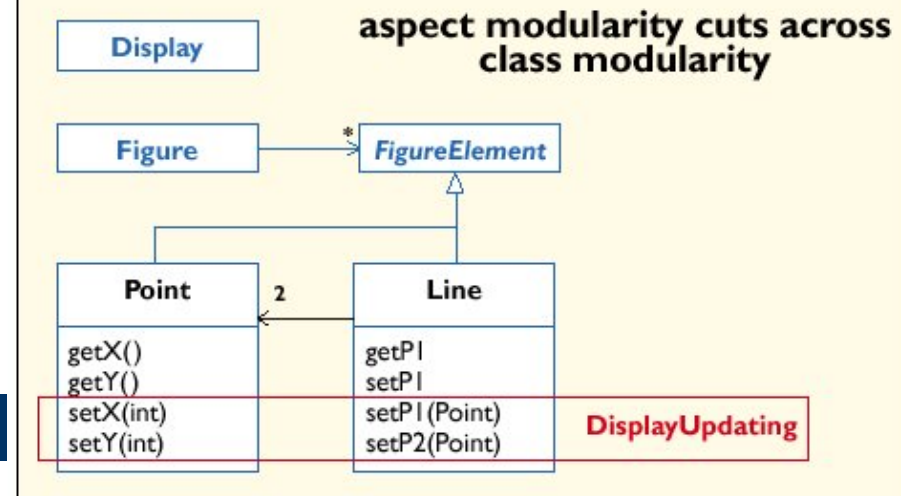 aspect modularity cuts across
class modularity
Display
Figure
*
FigureElement
Point
2
Line
getX()
getY()
setX(int)
setY(int)
getP1
setP1
setP1(Point)
setP2(Point)
DisplayUpdating